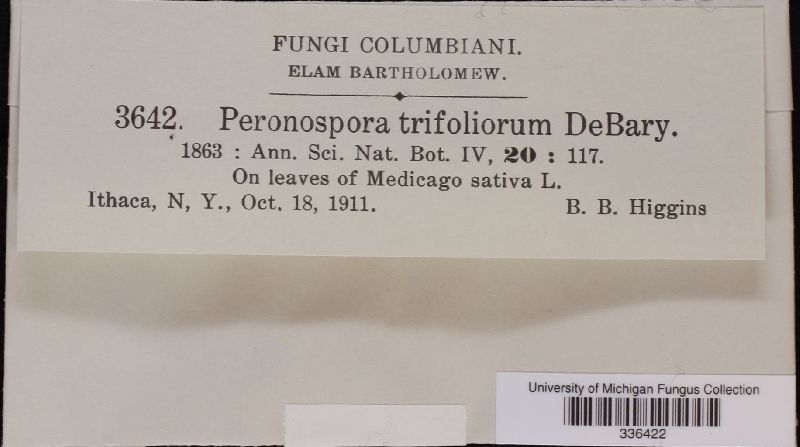 FUNGI COLUMBIANI.
ELAM BARTHOLOMEW.
3642. Peronospora trifoliorum DeBary.
1863 : Ann. Sci. Nat. Bot. IV, 20 : 117.
On leaves of Medicago sativa L.
Ithaca, N, Y., Oct. 18, 1911. B. B. Higgins
University of Michigan Fungus Collection
336422